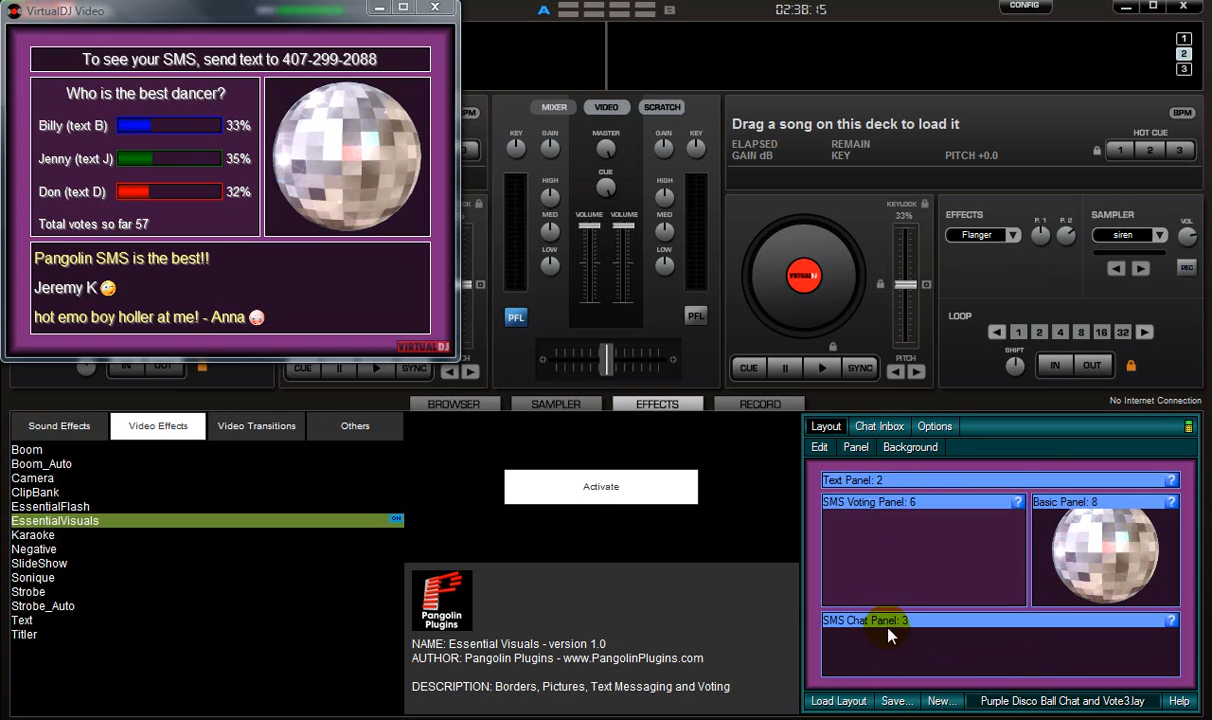 VirtualDJ Video
A
B
02:38:15
CONFIG
1
2
3
To see your SMS, send text to 407-299-2088
Who is the best dancer?
Billy (text B) 33%
Jenny (text J) 35%
Don (text D) 32%
Total votes so far 57
Pangolin SMS is the best!!
Jeremy K
hot emo boy holler at me! - Anna
VIRTUALDJ
MIXER VIDEO SCRATCH
KEY GAIN MASTER GAIN KEY
HIGH CUE HIGH
MED VOLUME VOLUME MED
LOW LOW
PFL PFL
Drag a song on this deck to load it
ELAPSED REMAIN
GAIN dB KEY PITCH +0.0
BPM
HOT CUE
1 2 3
KEYLOCK
33%
EFFECTS P. 1 P. 2 SAMPLER VOL
Flanger siren
REC
VIRTUALDJ
LOOP
1 2 4 8 16 32
SHIFT IN OUT
CUE SYNC PITCH
IN OUT CUE SYNC
BROWSER SAMPLER EFFECTS RECORD
No Internet Connection
Sound Effects Video Effects Video Transitions Others
Boom
Boom_Auto
Camera
ClipBank
EssentialFlash
EssentialVisuals ON
Karaoke
Negative
SlideShow
Sonique
Strobe
Strobe_Auto
Text
Titler
Activate
Pangolin
Plugins
NAME: Essential Visuals - version 1.0
AUTHOR: Pangolin Plugins - www.PangolinPlugins.com
DESCRIPTION: Borders, Pictures, Text Messaging and Voting
Layout Chat Inbox Options
Edit Panel Background
Text Panel: 2 ?
SMS Voting Panel: 6 ? Basic Panel: 8 ?
SMS Chat Panel: 3 ?
Load Layout Save... New... Purple Disco Ball Chat and Vote3.lay Help